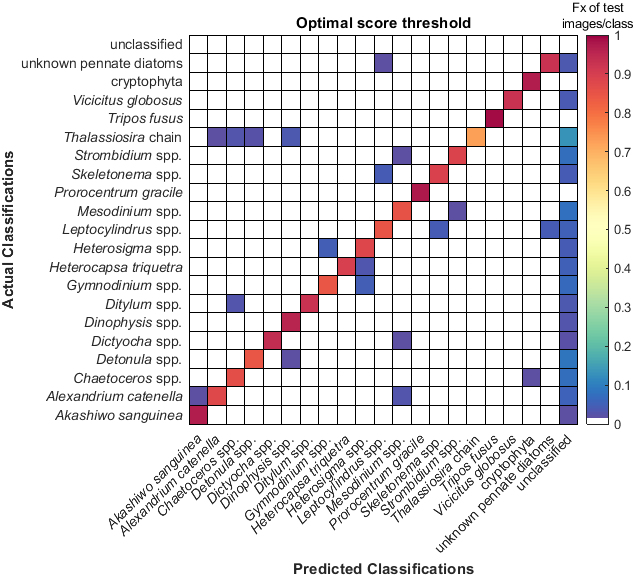 Optimal score threshold
Fx of test
images/class
Actual Classifications
unclassified
unknown pennate diatoms
cryptophyta
Vicicitus globosus
Tripos fusus
Thalassiosira chain
Strombidium spp.
Skeletonema spp.
Prorocentrum gracile
Mesodinium spp.
Leptocylindrus spp.
Heterosigma spp.
Heterocapsa triquetra
Gymnodinium spp.
Ditylum spp.
Dinophysis spp.
Dictyocha spp.
Detonula spp.
Chaetoceros spp.
Alexandrium catenella
Akashiwo sanguinea
Akashiwo sanguinea
Alexandrium catenella
Chaetoceros spp.
Detonula spp.
Dictyocha spp.
Dinophysis spp.
Ditylum spp.
Gymnodinium spp.
Heterocapsa triquetra
Heterosigma spp.
Leptocylindrus spp.
Mesodinium spp.
Prorocentrum gracile
Skeletonema spp.
Strombidium spp.
Thalassiosira chain
Tripos fusus
Vicicitus globosus
cryptophyta
unknown pennate diatoms
unclassified
Predicted Classifications
1
0.9
0.8
0.7
0.6
0.5
0.4
0.3
0.2
0.1
0